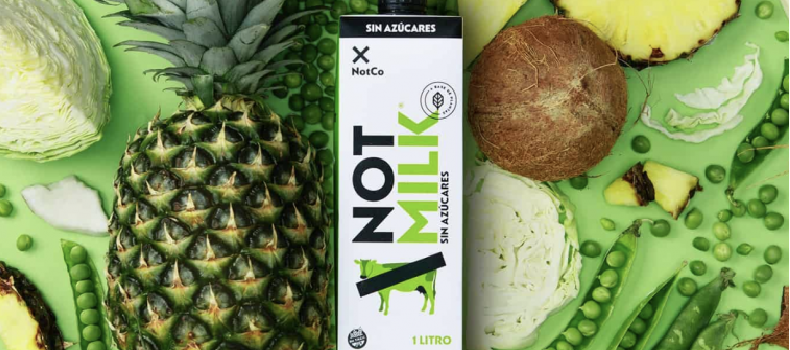 SIN AZÚCARES
NotCo
NOT
MILK®
SIN AZÚCARES
1 LITRO